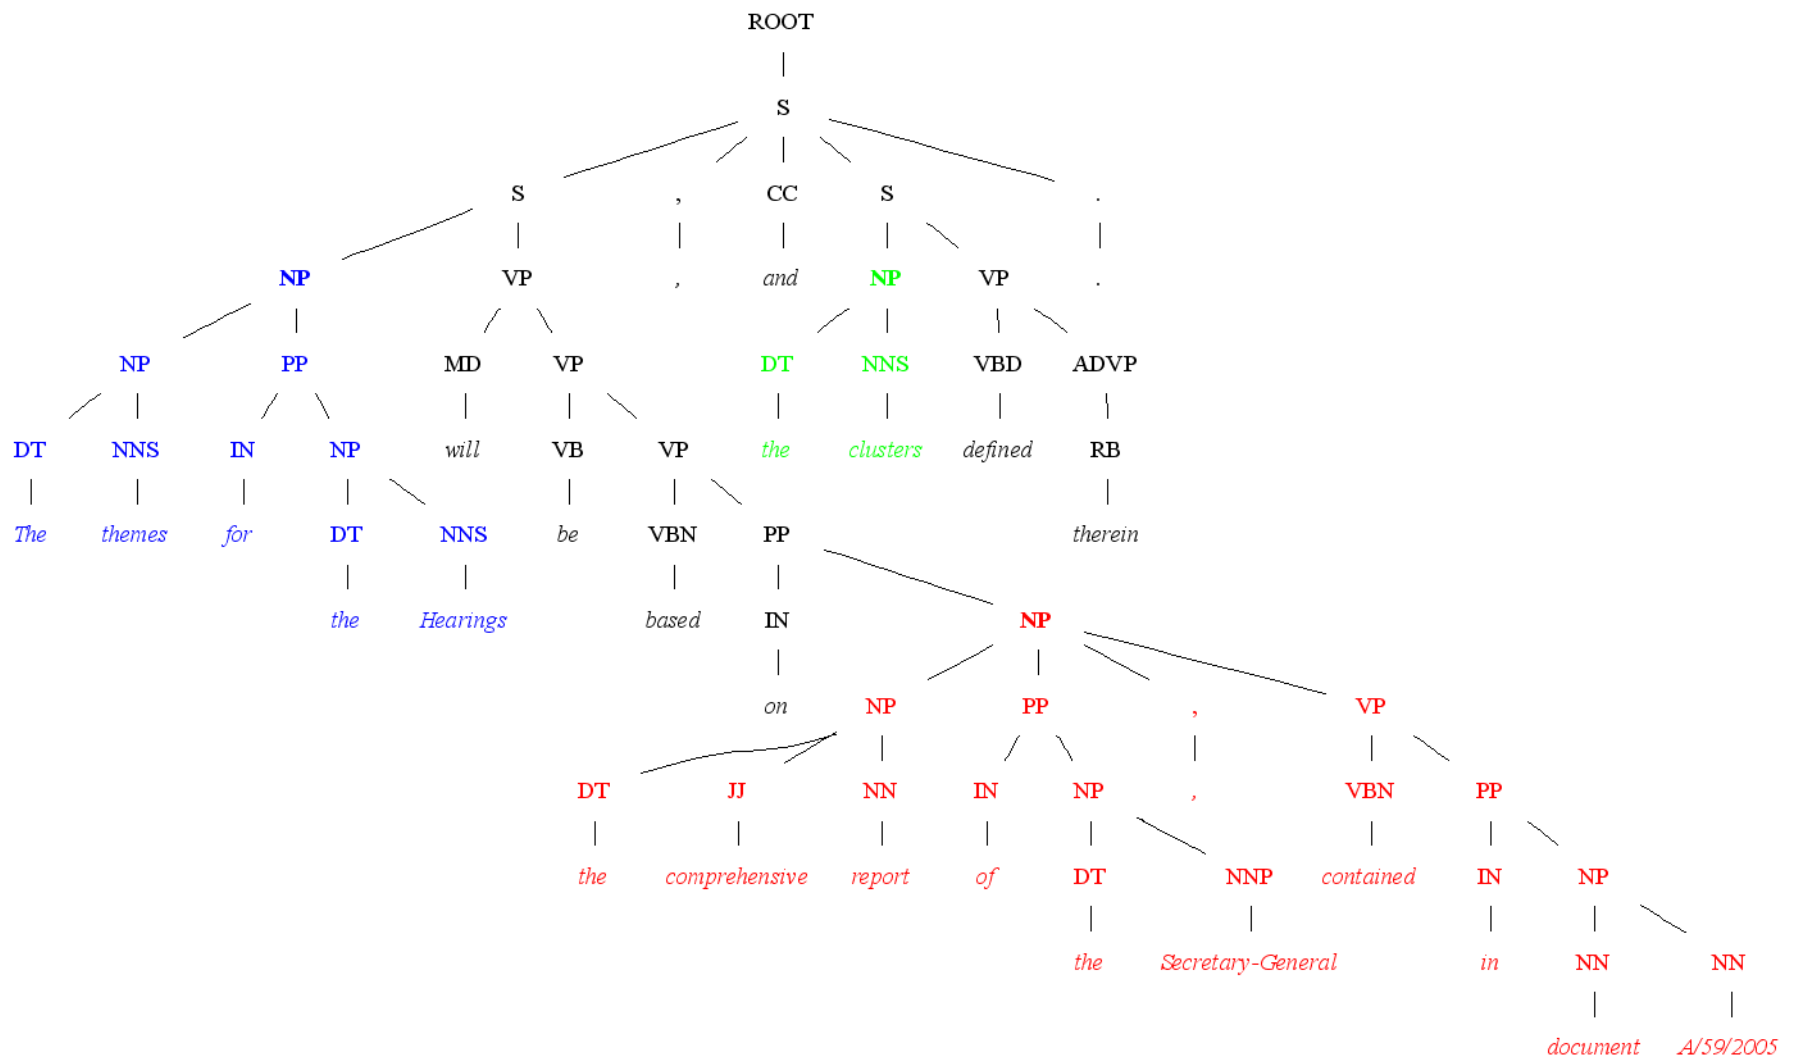 ROOT
S
S , CC S .
NP VP , and NP VP .
NP PP MD VP DT NNS VBD ADVP
DT NNS IN NP will VB VP the clusters defined RB
The themes for DT NNS be VBN PP therein
the Hearings based IN NP
on NP PP , VP
DT JJ NN IN NP , VBN PP
the comprehensive report of DT NNP contained IN NP
the Secretary-General in NN NN
document A/59/2005